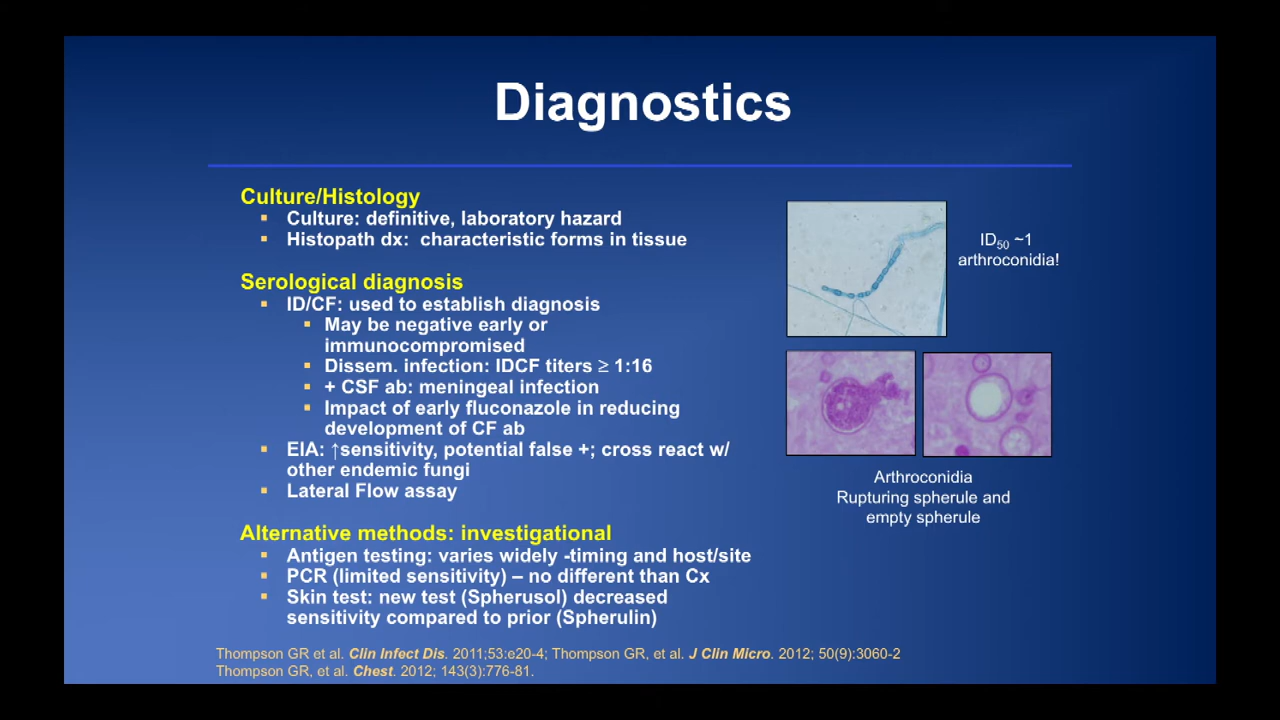 Diagnostics
Culture/Histology
▪ Culture: definitive, laboratory hazard
▪ Histopath dx: characteristic forms in tissue
Serological diagnosis
▪ ID/CF: used to establish diagnosis
▪ May be negative early or
immunocompromised
▪ Dissem. infection: IDCF titers ≥ 1:16
▪ + CSF ab: meningeal infection
▪ Impact of early fluconazole in reducing
development of CF ab
▪ EIA: ↑sensitivity, potential false +; cross react w/
other endemic fungi
▪ Lateral Flow assay
Alternative methods: investigational
▪ Antigen testing: varies widely -timing and host/site
▪ PCR (limited sensitivity) – no different than Cx
▪ Skin test: new test (Spherusol) decreased
sensitivity compared to prior (Spherulin)
ID50 ~1
arthroconidia!
Arthroconidia
Rupturing spherule and
empty spherule
Thompson GR et al. Clin Infect Dis. 2011;53:e20-4; Thompson GR, et al. J Clin Micro. 2012; 50(9):3060-2
Thompson GR, et al. Chest. 2012; 143(3):776-81.